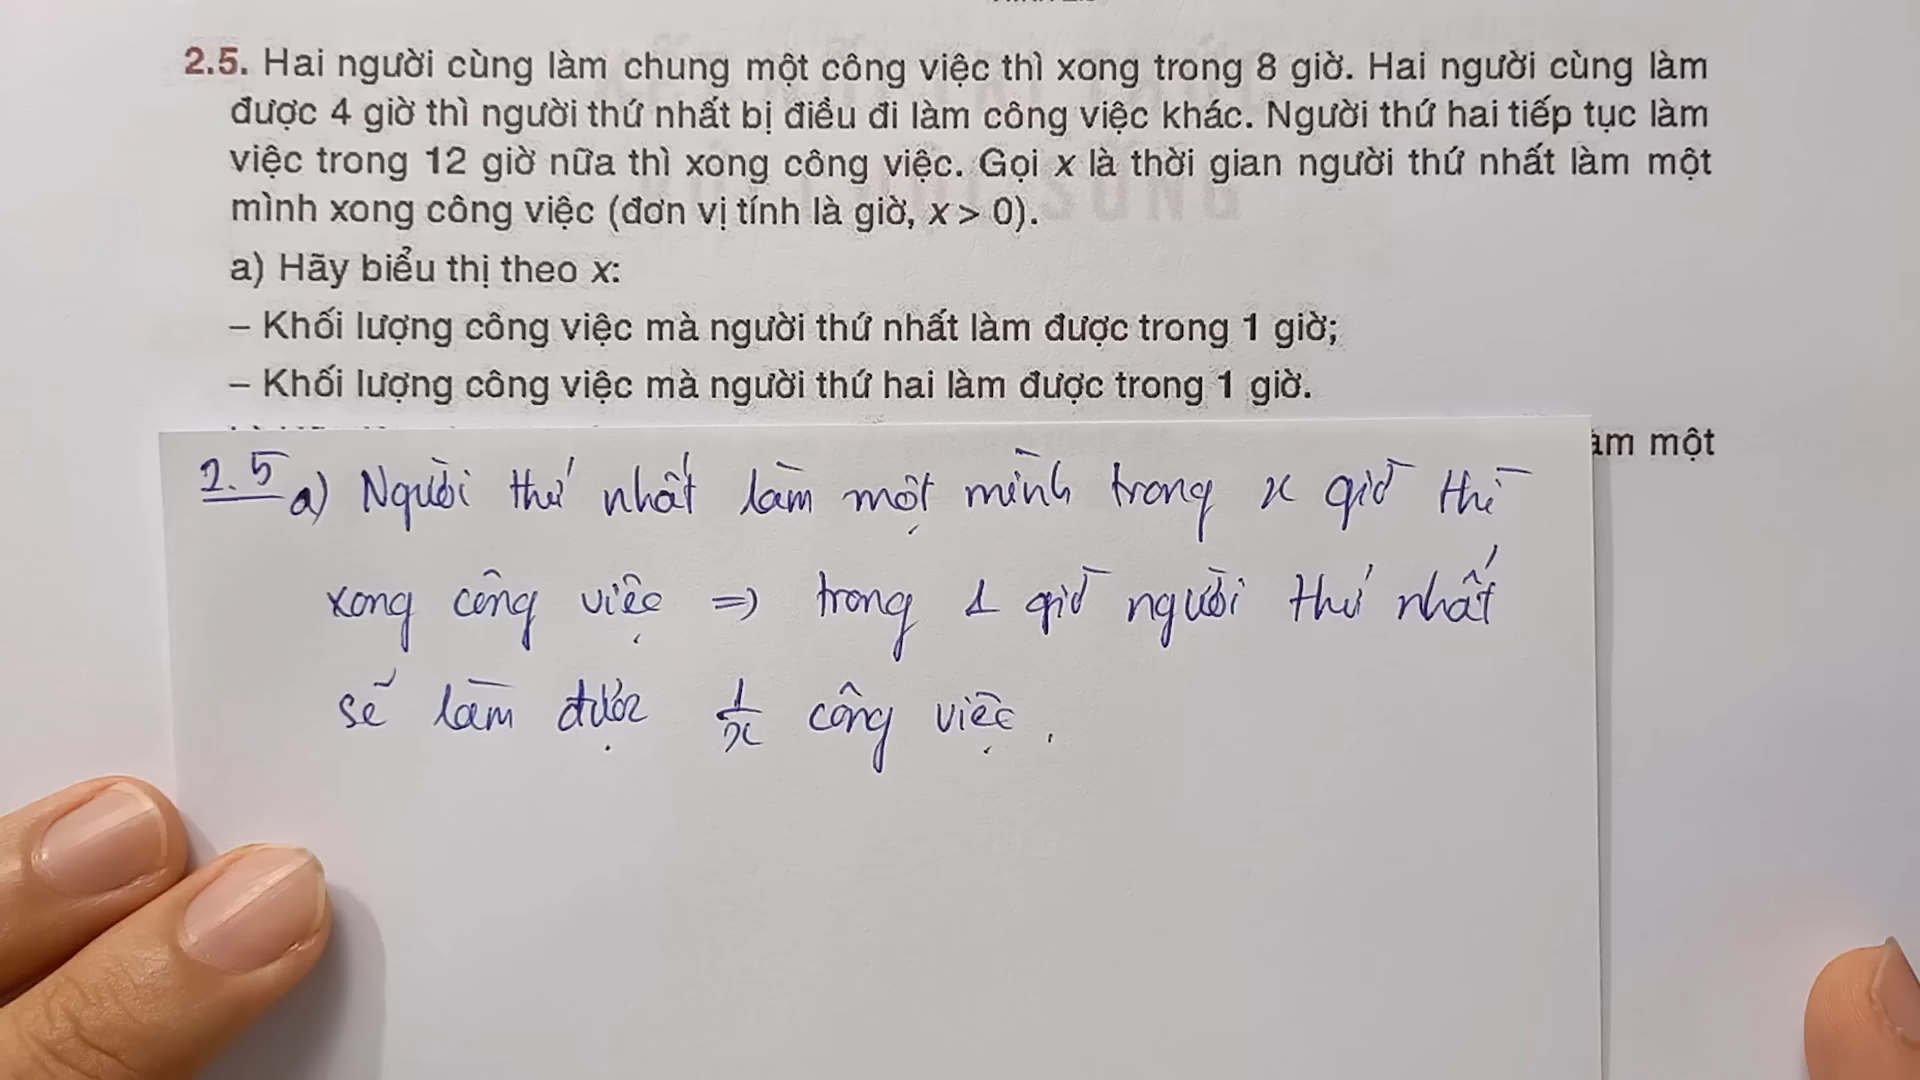 2.5. Hai người cùng làm chung một công việc thì xong trong 8 giờ. Hai người cùng làm
được 4 giờ thì người thứ nhất bị điều đi làm công việc khác. Người thứ hai tiếp tục làm
việc trong 12 giờ nữa thì xong công việc. Gọi x là thời gian người thứ nhất làm một
mình xong công việc (đơn vị tính là giờ, x > 0).
a) Hãy biểu thị theo x:
– Khối lượng công việc mà người thứ nhất làm được trong 1 giờ;
– Khối lượng công việc mà người thứ hai làm được trong 1 giờ.
một
2.5 a) Người thứ nhất làm một mình trong x giờ thì
xong công việc => trong 1 giờ người thứ nhất
sẽ làm được 1/x công việc.